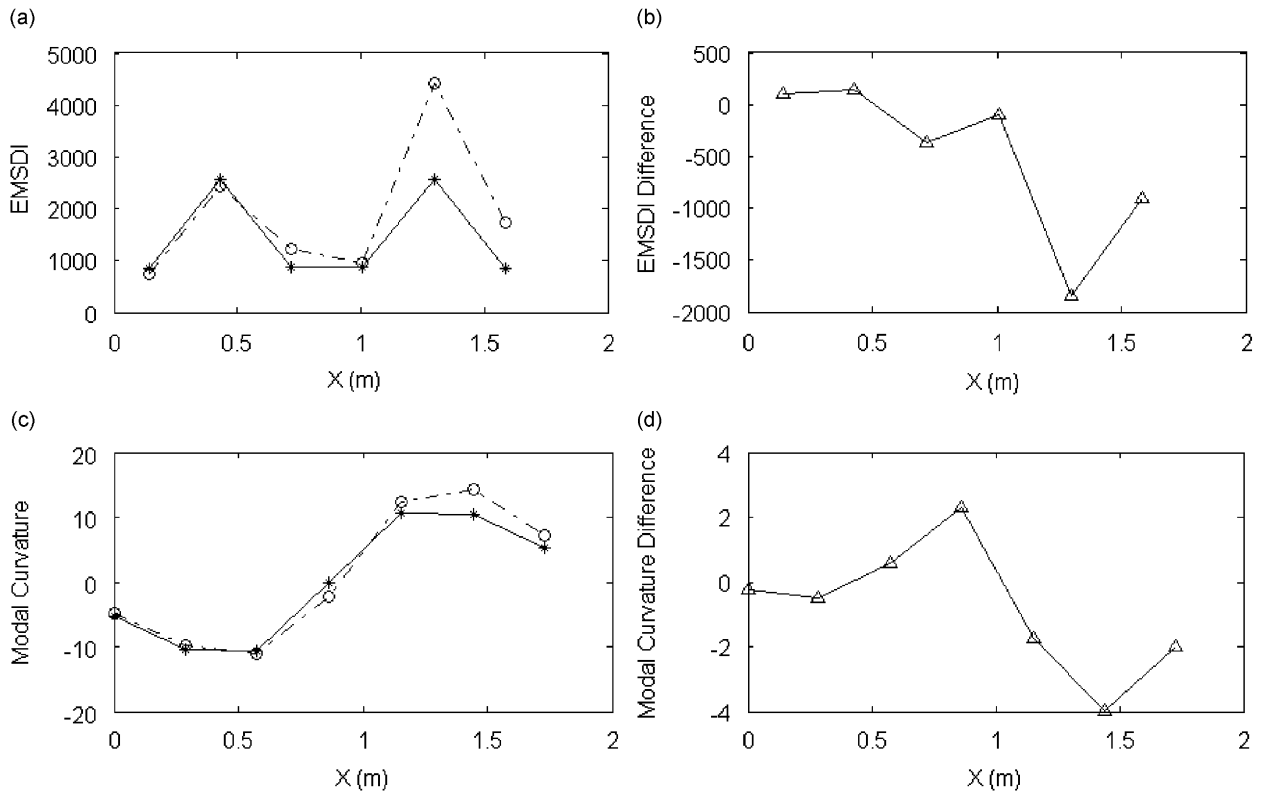 (a)
5000
4000
3000
2000
1000
0
EMSDI
0 0.5 1 1.5 2
X (m)
(b)
500
0
-500
-1000
-1500
-2000
EMSDI Difference
0 0.5 1 1.5 2
X (m)
(c)
20
10
0
-10
-20
Modal Curvature
0 0.5 1 1.5 2
X (m)
(d)
4
2
0
-2
-4
Modal Curvature Difference
0 0.5 1 1.5 2
X (m)